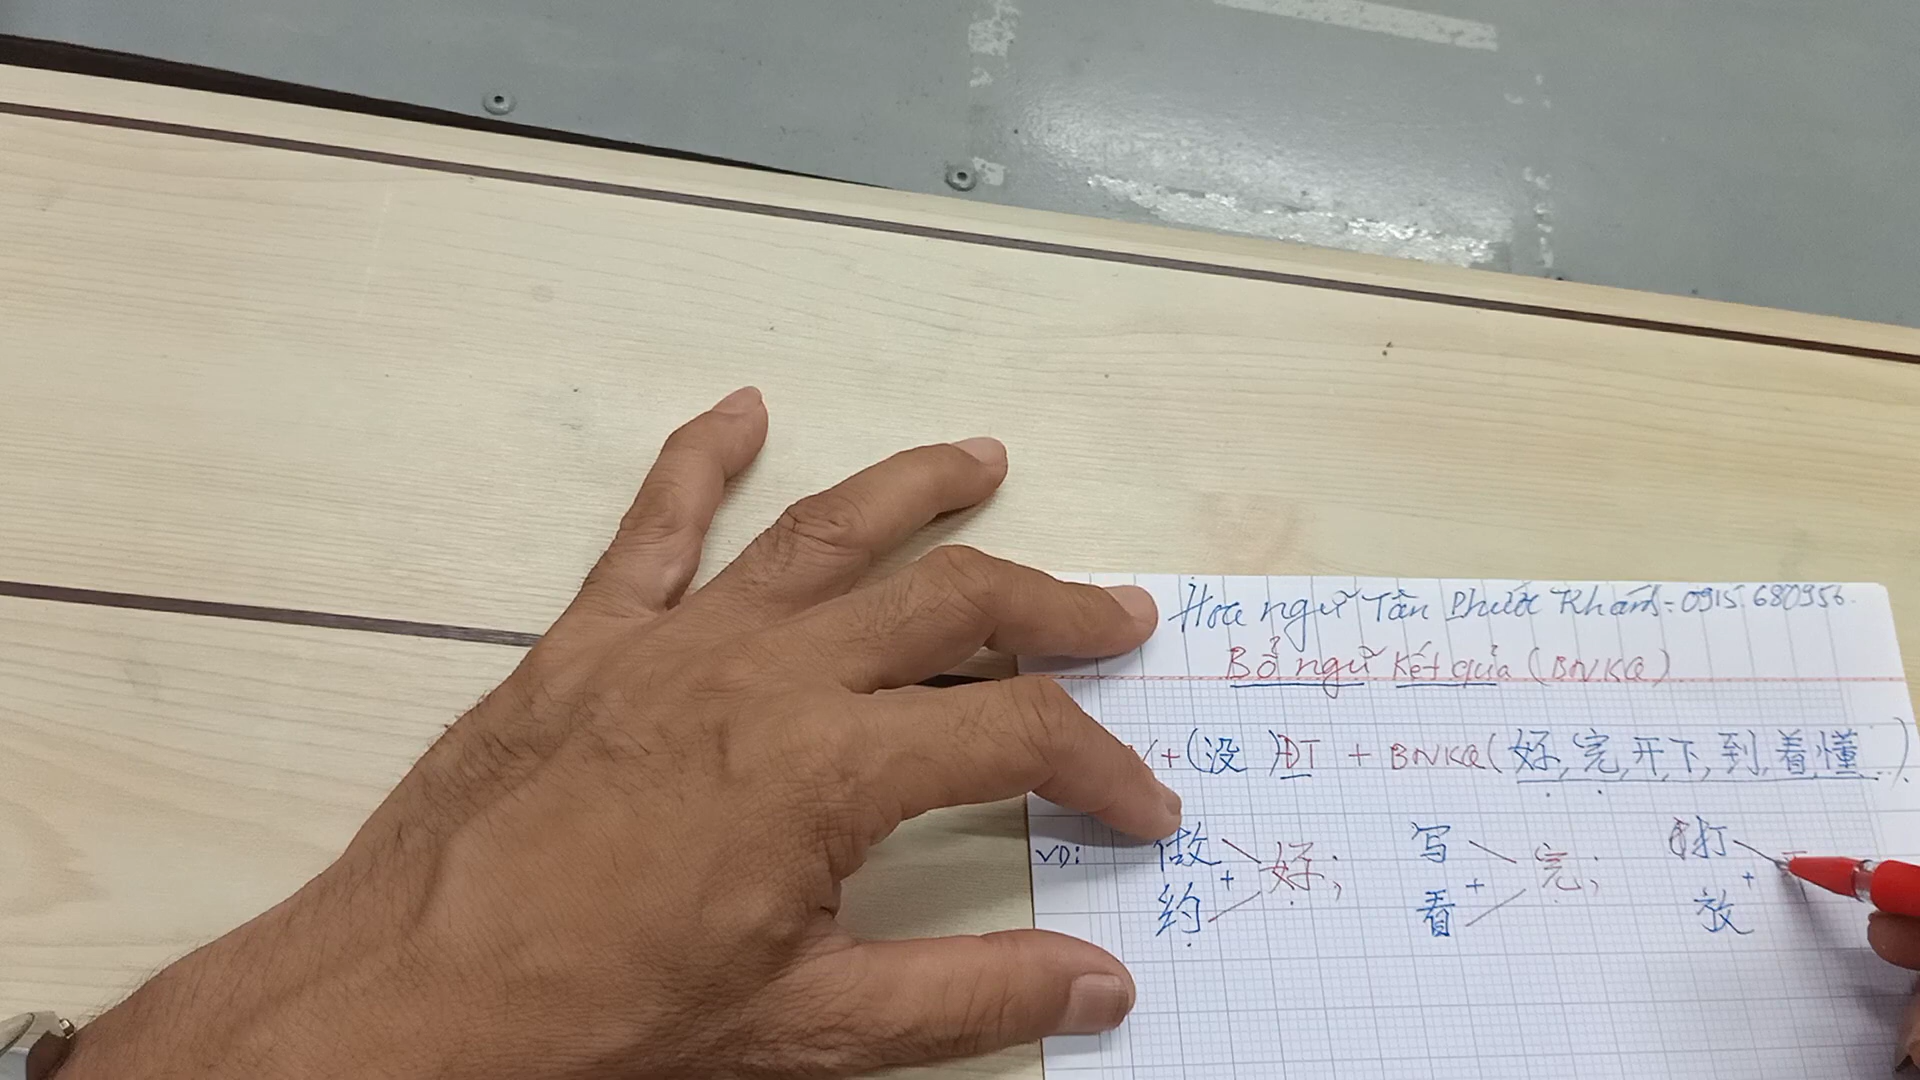 Hoa ngữ Tân Phước Khánh: 0915.680956.
Bổ ngữ kết quả (BNKQ)
V+(没)ĐT + BNKQ(好,完,开,下,到,着,懂...)
VD: 做 约 + 好; 写 看 + 完; 打 放 +